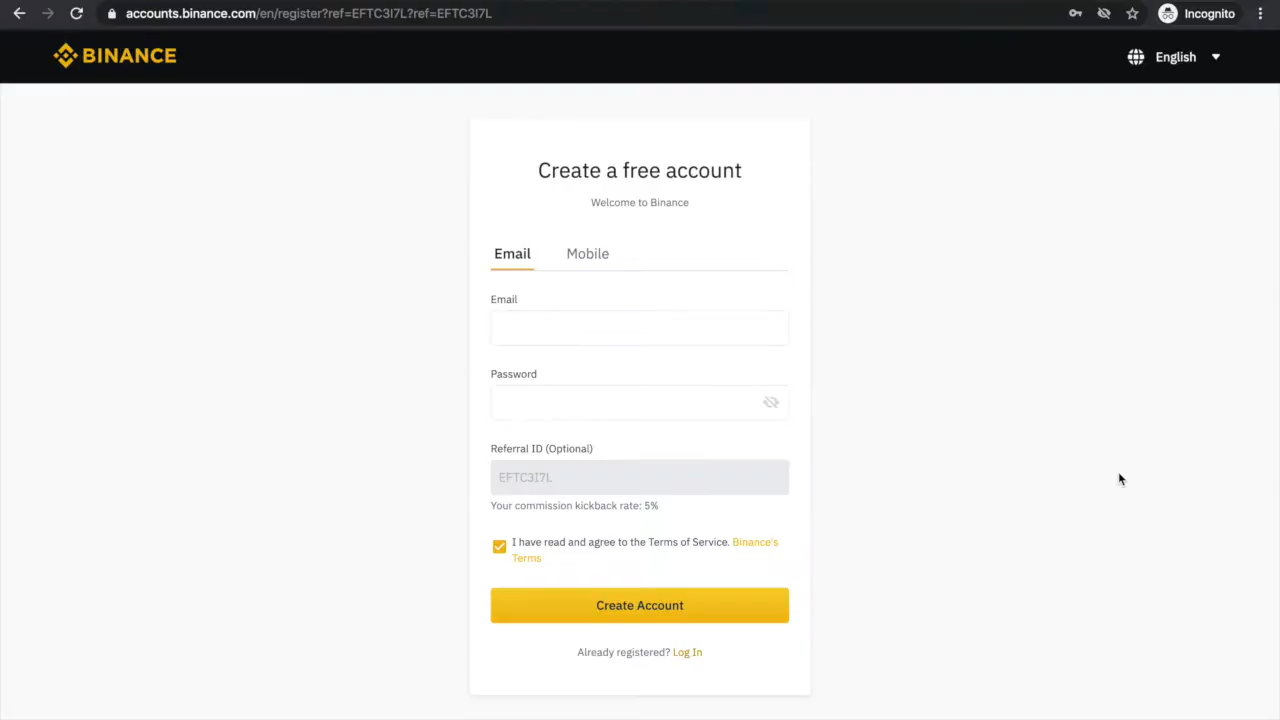 accounts.binance.com/en/register?ref=EFTC3I7L?ref=EFTC3I7L
Incognito
BINANCE
English
Create a free account
Welcome to Binance
Email Mobile
Email
Password
Referral ID (Optional)
EFTC3I7L
Your commission kickback rate: 5%
I have read and agree to the Terms of Service. Binance's
Terms
Create Account
Already registered? Log In